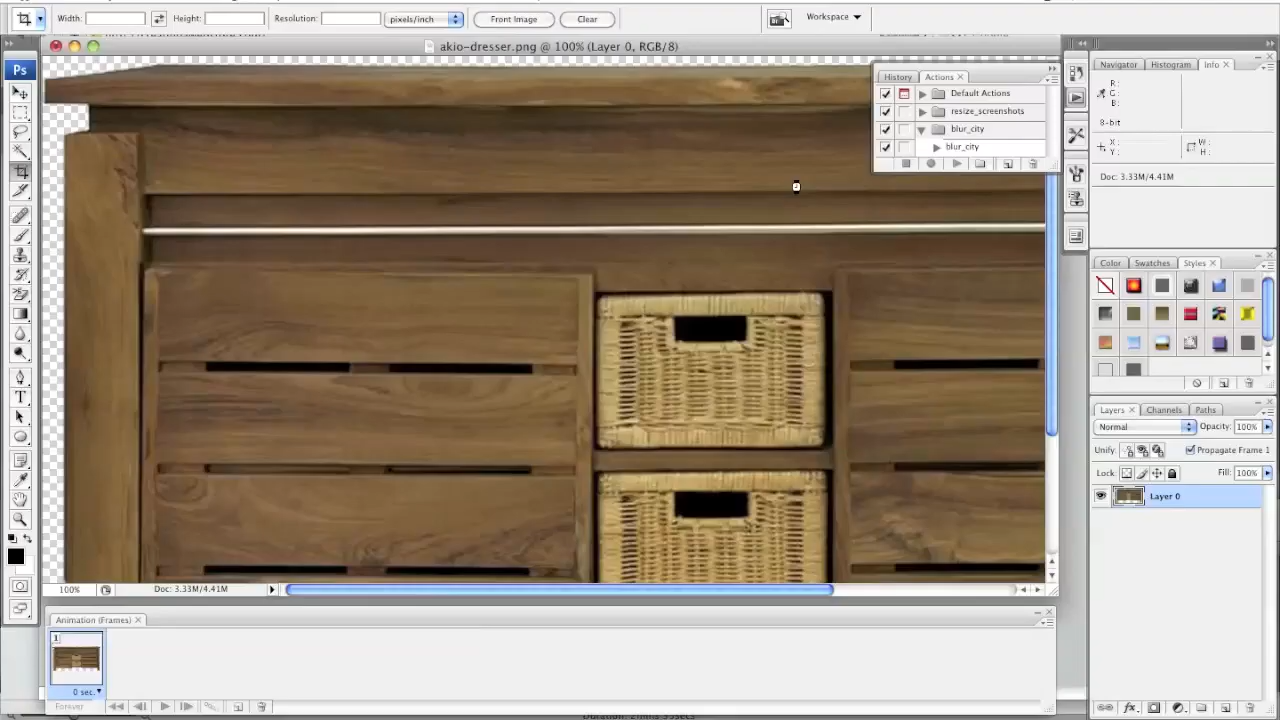 Width: Height: Resolution: pixels/inch Front Image Clear Workspace
akio-dresser.png @ 100% (Layer 0, RGB/8)
Ps
History Actions
Default Actions
resize_screenshots
blur_city
blur_city
Navigator Histogram Info
R:
G:
B:
8-bit
X:
Y:
W:
H:
Doc: 3.33M/4.41M
Color Swatches Styles
Layers Channels Paths
Normal Opacity: 100%
Unify: Propagate Frame 1
Lock: Fill: 100%
Layer 0
100% Doc: 3.33M/4.41M
Animation (Frames)
1
0 sec.
Forever